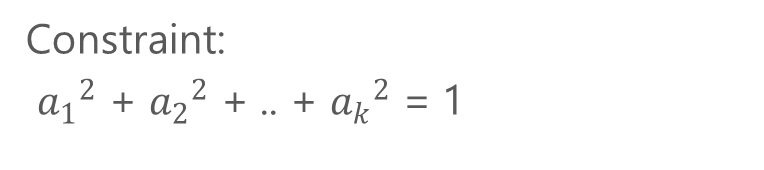 Constraint:
a₁² + a₂² + .. + aₖ² = 1